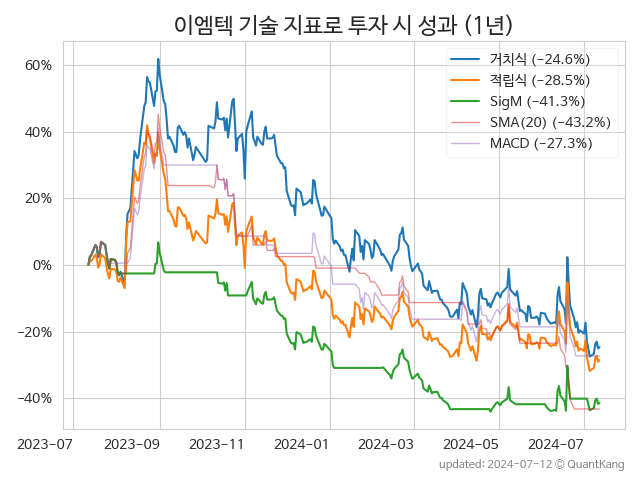 이엠텍 기술 지표로 투자 시 성과 (1년)
거치식 (−24.6%)
적립식 (−28.5%)
SigM (−41.3%)
SMA(20) (−43.2%)
MACD (−27.3%)
60%
40%
20%
0%
−20%
−40%
2023-07 2023-09 2023-11 2024-01 2024-03 2024-05 2024-07
updated: 2024-07-12 © QuantKang